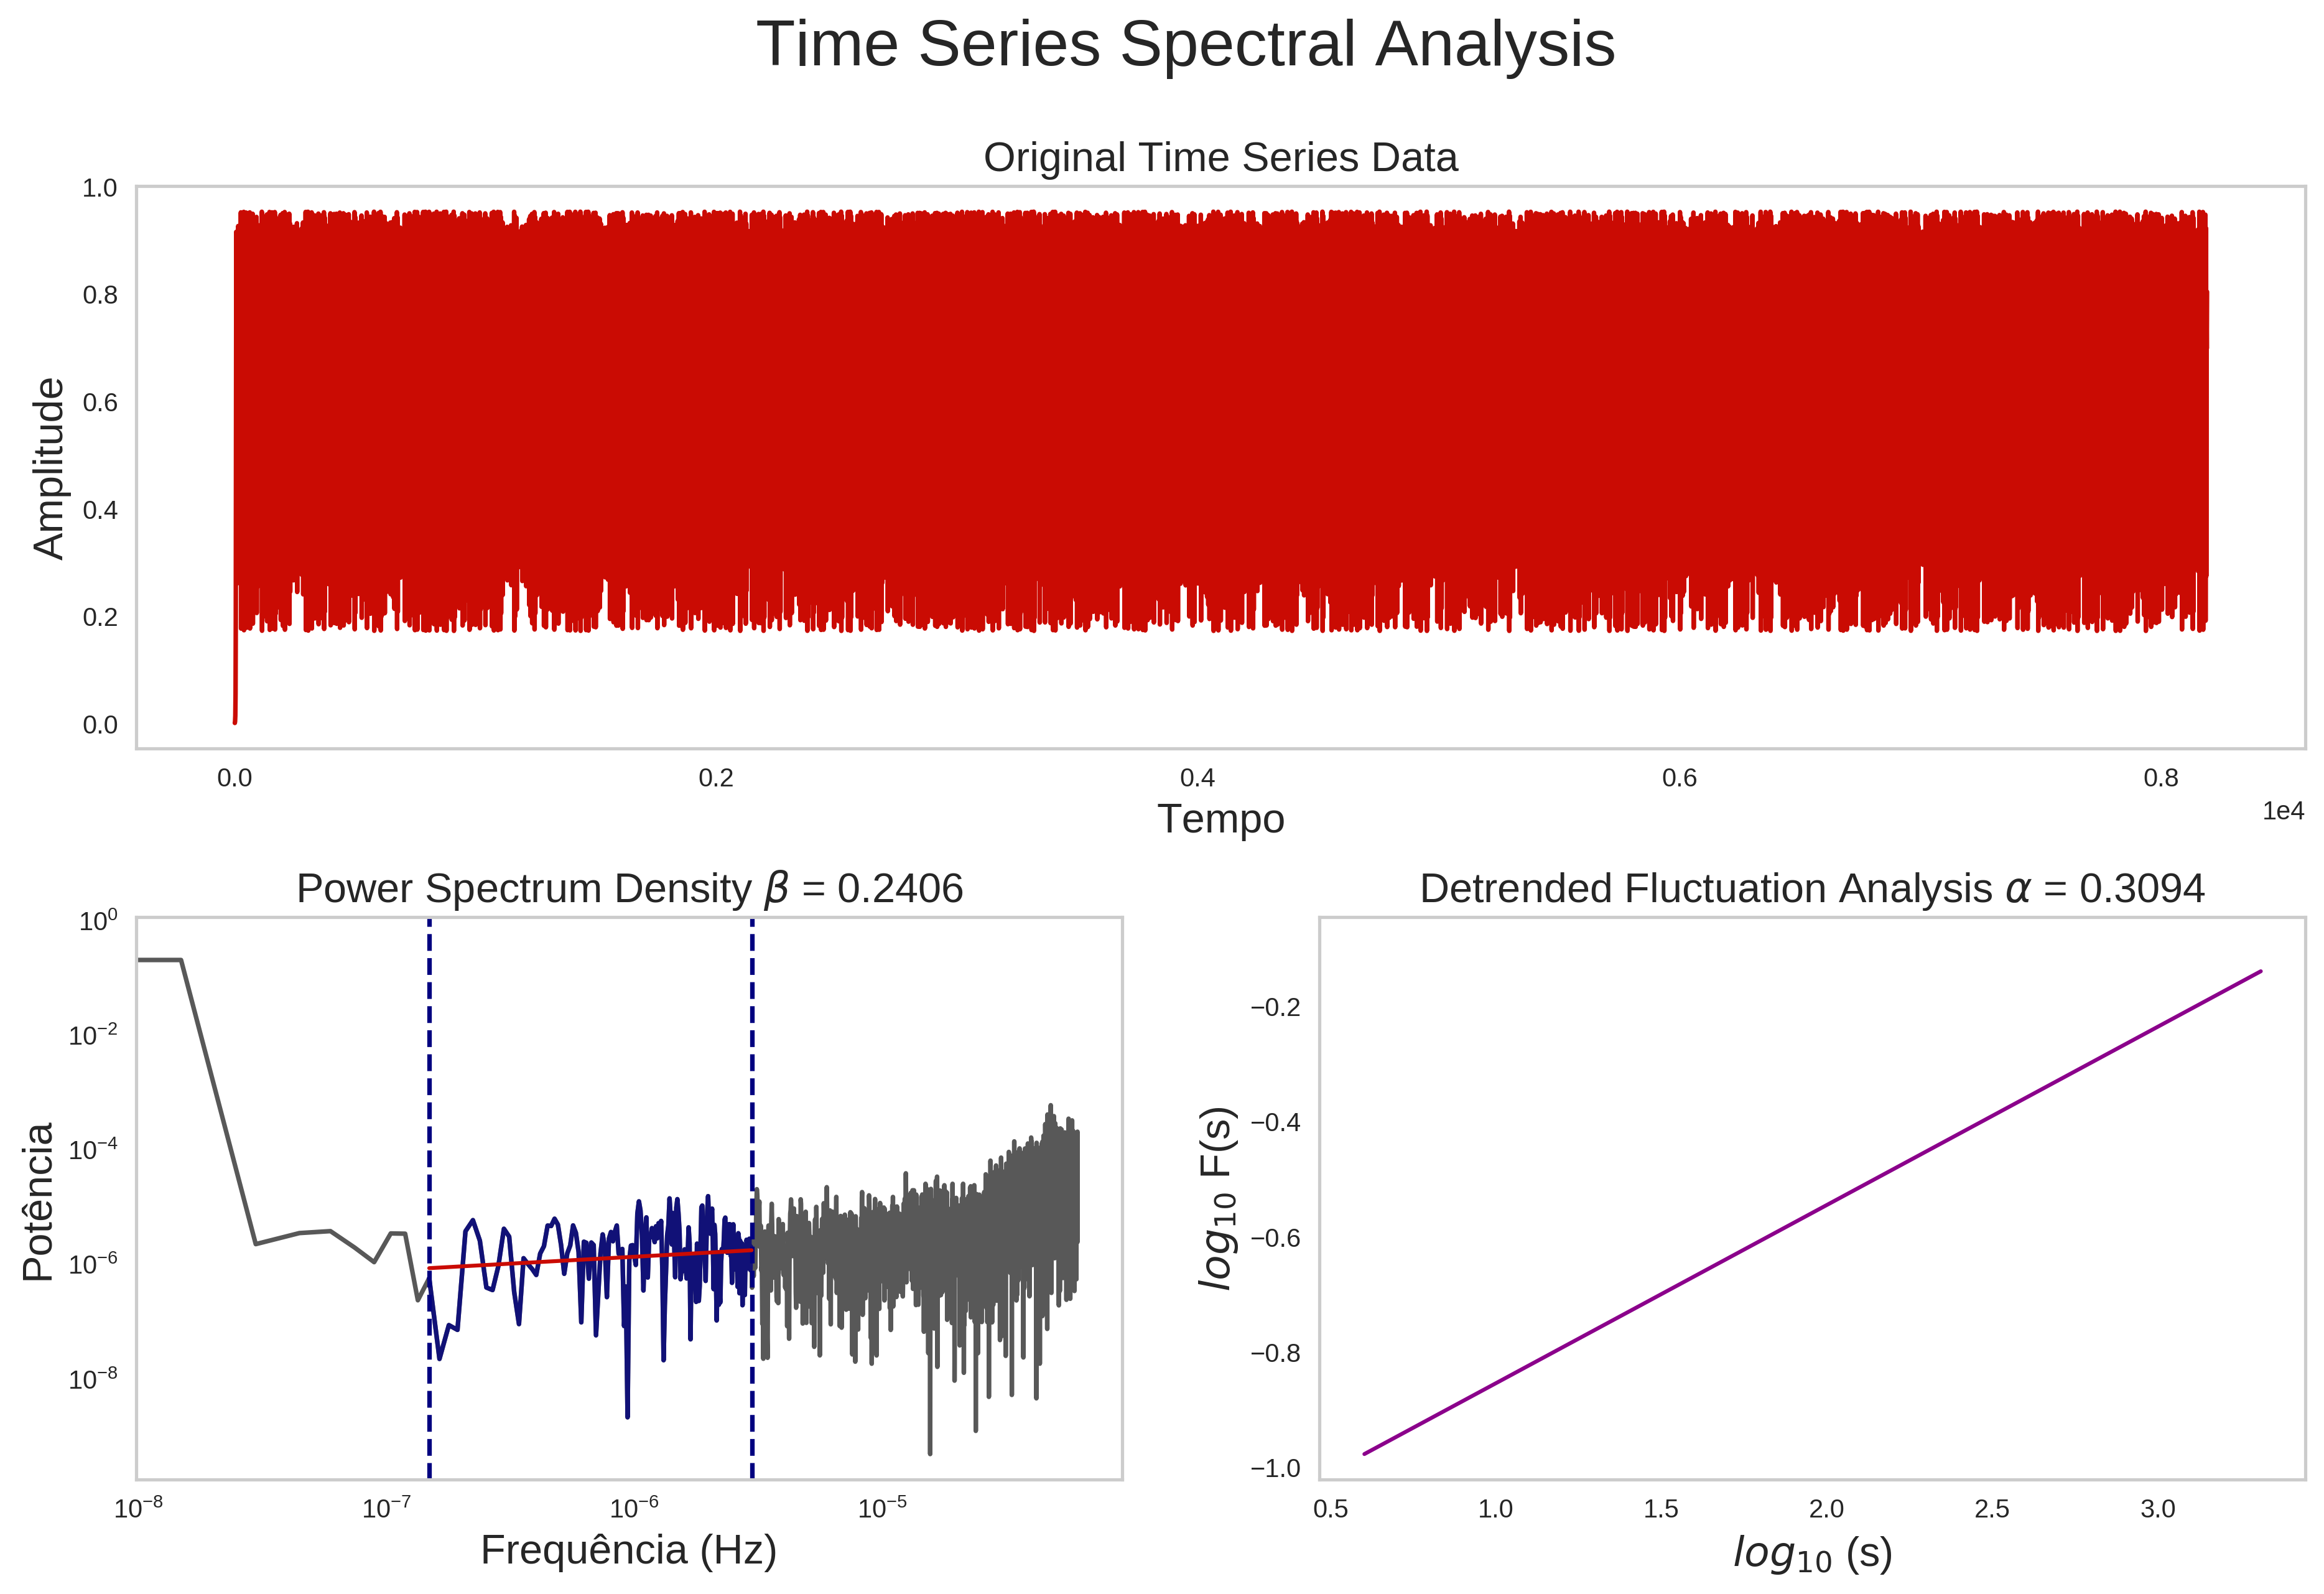 Time Series Spectral Analysis
Original Time Series Data
1.0
0.8
0.6
0.4
0.2
0.0
Amplitude
0.0 0.2 0.4 0.6 0.8
1e4
Tempo
Power Spectrum Density β = 0.2406
10⁰
10⁻²
10⁻⁴
10⁻⁶
10⁻⁸
Potência
10⁻⁸ 10⁻⁷ 10⁻⁶ 10⁻⁵
Frequência (Hz)
Detrended Fluctuation Analysis α = 0.3094
−0.2
−0.4
−0.6
−0.8
−1.0
log₁₀ F(s)
0.5 1.0 1.5 2.0 2.5 3.0
log₁₀ (s)